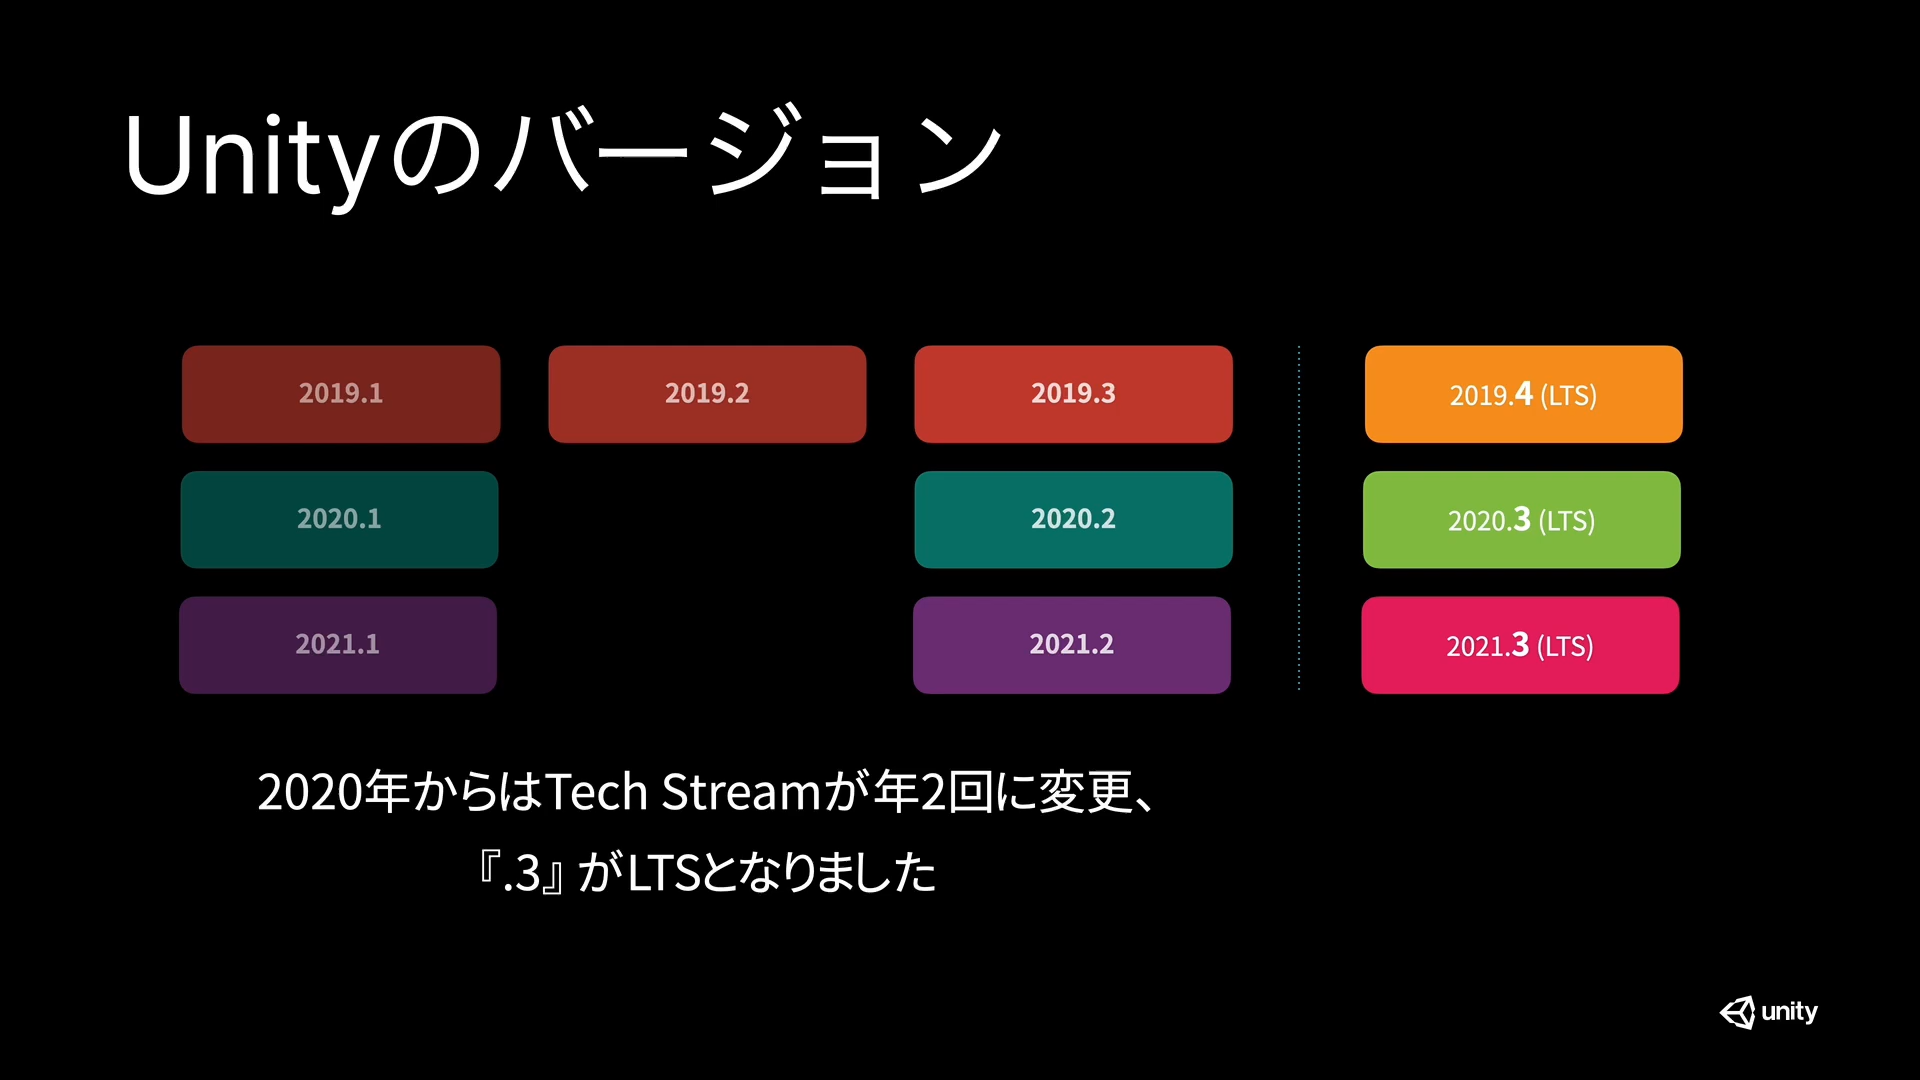 Unityのバージョン
2019.1 2019.2 2019.3 2019.4 (LTS)
2020.1 2020.2 2020.3 (LTS)
2021.1 2021.2 2021.3 (LTS)
2020年からはTech Streamが年2回に変更、
『.3』がLTSとなりました
unity